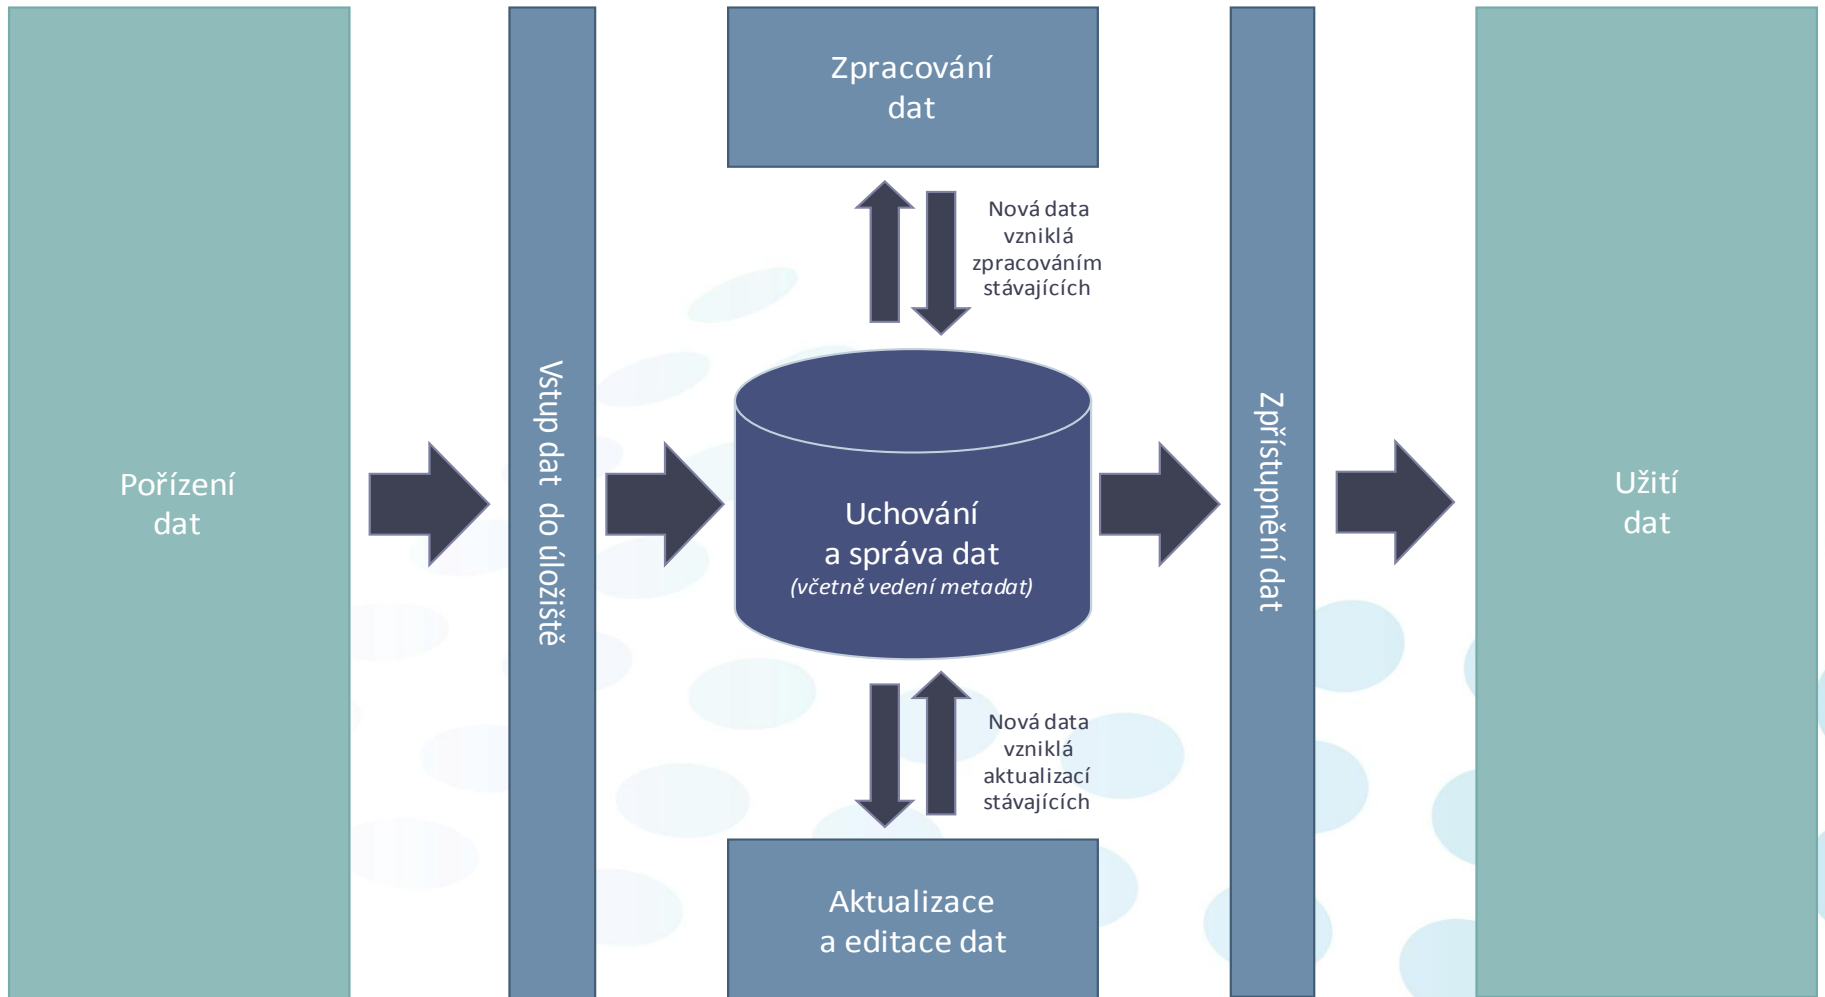 Pořízení
dat
Vstup dat do úložiště
Zpracování
dat
Nová data
vzniklá
zpracováním
stávajících
Uchování
a správa dat
(včetně vedení metadat)
Nová data
vzniklá
aktualizací
stávajících
Aktualizace
a editace dat
Zpřístupnění dat
Užití
dat